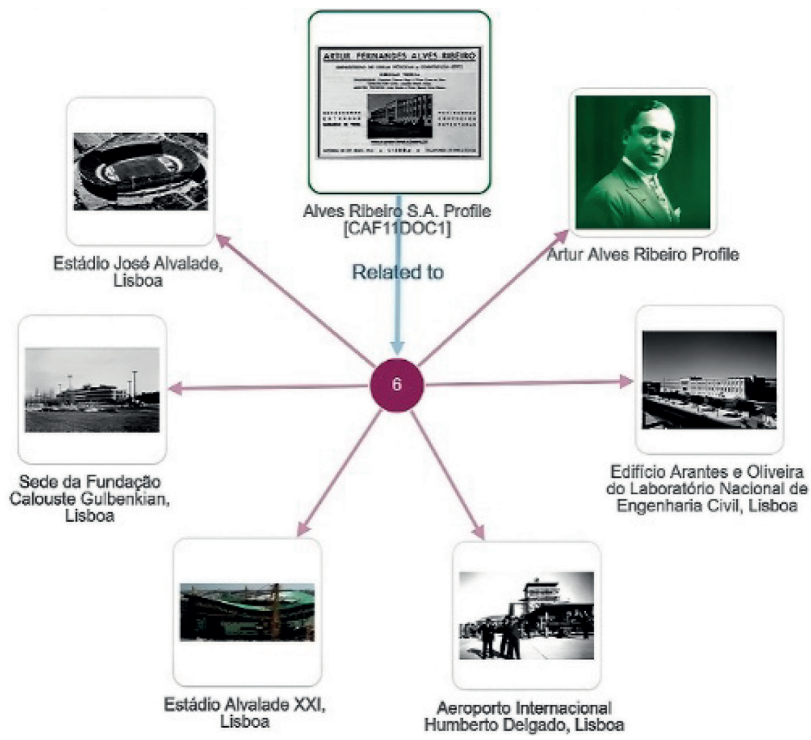 ARTUR FERNANDES ALVES RIBEIRO
Alves Ribeiro S.A. Profile
[CAF11DOC1]
Estádio José Alvalade,
Lisboa
Artur Alves Ribeiro Profile
Related to
6
Sede da Fundação
Calouste Gulbenkian,
Lisboa
Edifício Arantes e Oliveira
do Laboratório Nacional de
Engenharia Civil, Lisboa
Estádio Alvalade XXI,
Lisboa
Aeroporto Internacional
Humberto Delgado, Lisboa